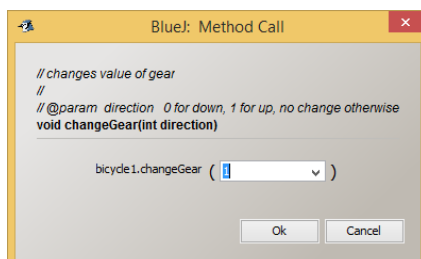 BlueJ: Method Call
// changes value of gear
//
// @param direction 0 for down, 1 for up, no change otherwise
void changeGear(int direction)
bicycle1.changeGear ( 1 )
Ok Cancel